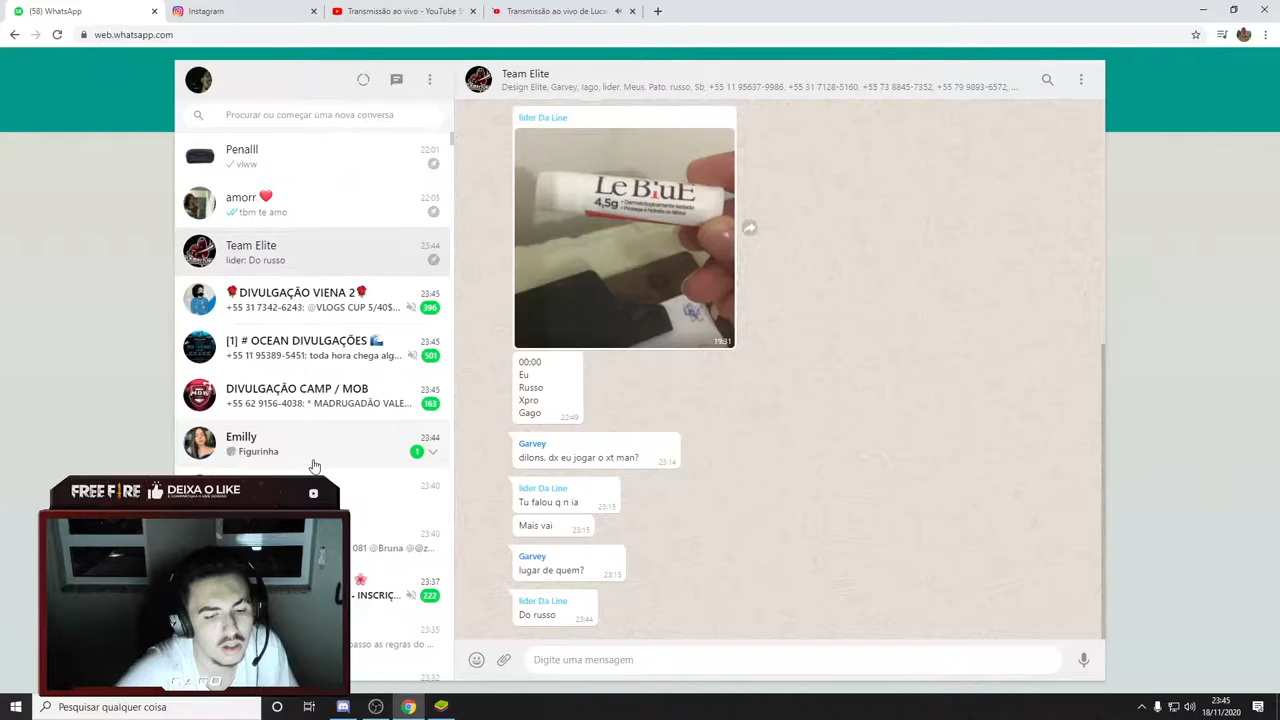 (58) WhatsApp
Instagram
Transmissão ao vivo - YouTube S
Transmissão ao vivo de Luca
web.whatsapp.com
Procurar ou começar uma nova conversa
Penalll
22:01
vlww
amorr ❤️
22:05
tbm te amo
Team Elite
23:44
lider: Do russo
🌹DIVULGAÇÃO VIENA 2🌹
23:45
+55 31 7342-6243: @VLOGS CUP 5/40$...
396
[1] # OCEAN DIVULGAÇÕES 🌊
23:45
+55 11 95389-5451: toda hora chega alg...
501
DIVULGAÇÃO CAMP / MOB
23:45
+55 62 9156-4038: * MADRUGADÃO VALE...
163
Emilly
23:44
Figurinha
1
23:40
23:40
081 @Bruna @@z...
🌸
23:37
- INSCRIÇ...
222
23:35
passo as regras do ...
23:32
FREE FIRE
DEIXA O LIKE
GAGO
Team Elite
Design Elite, Garvey, Iago, lider. Meus. Pato. russo; Sb, +55 11 95637-9986, +55 31 7128-5160, +55 73 8845-7352, +55 79 9893-6572, ...
lider Da Line
4,5g
Dermatologicamente testado
19:31
00:00
Eu
Russo
Xpro
Gago
22:49
Garvey
dilons, dx eu jogar o xt man?
23:14
lider Da Line
Tu falou q n ia
23:15
Mais vai
23:15
Garvey
lugar de quem?
23:15
lider Da Line
Do russo
23:44
Digite uma mensagem
Pesquisar qualquer coisa
23:45
18/11/2020